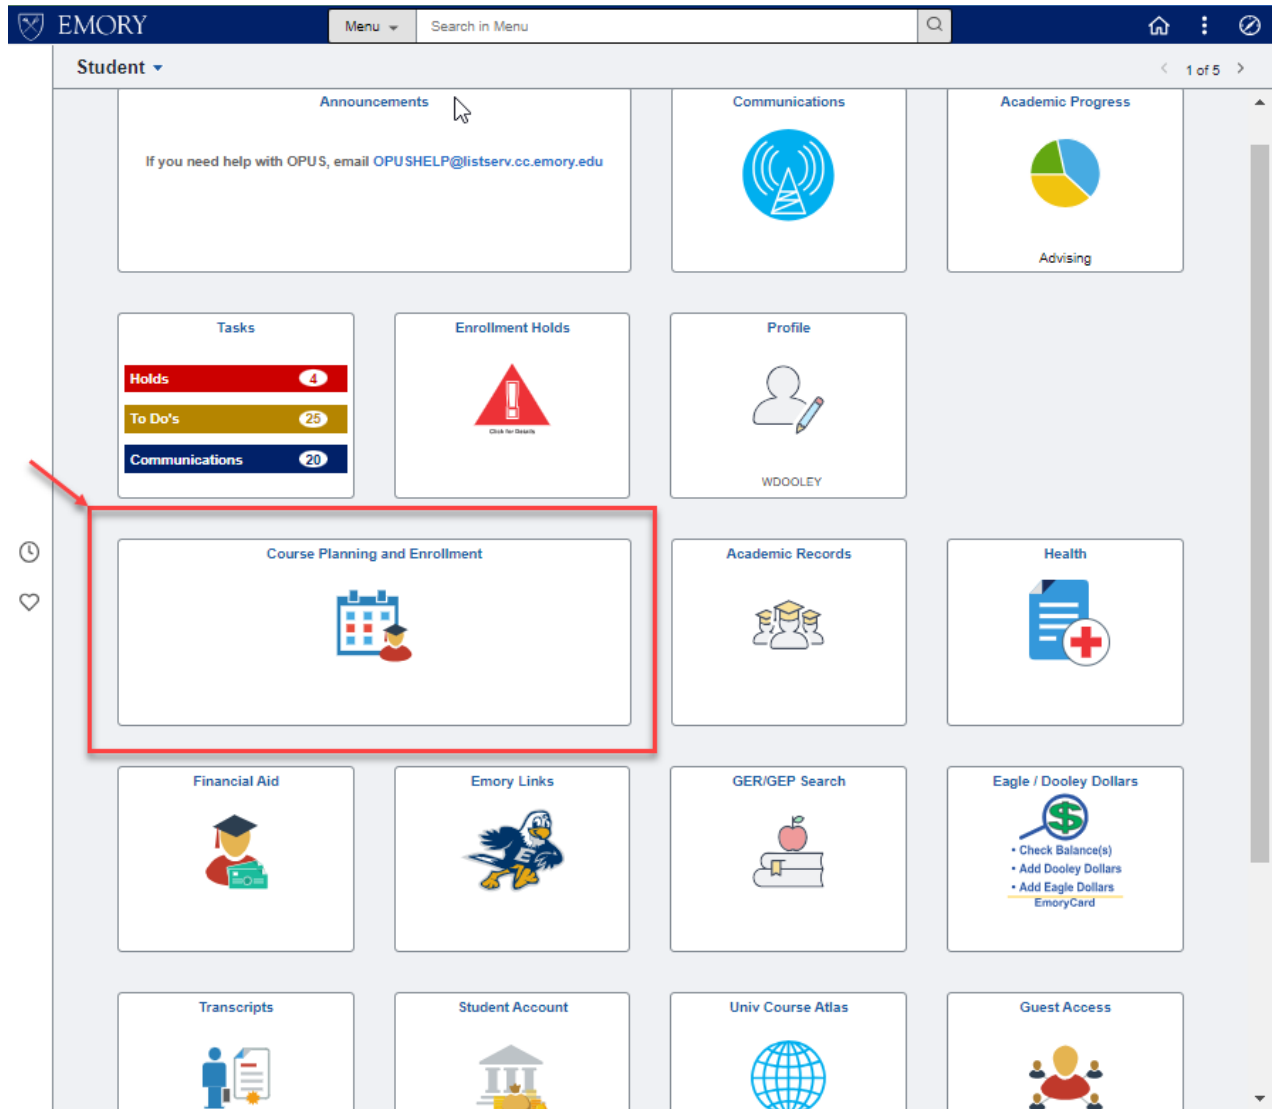 EMORY
Menu
Search in Menu
Student
1 of 5
Announcements
If you need help with OPUS, email OPUSHELP@listserv.cc.emory.edu
Communications
Academic Progress
Advising
Tasks
Holds 4
To Do's 25
Communications 20
Enrollment Holds
Click for Details
Profile
WDOOLEY
Course Planning and Enrollment
Academic Records
Health
Financial Aid
Emory Links
E
GER/GEP Search
Eagle / Dooley Dollars
$
• Check Balance(s)
• Add Dooley Dollars
• Add Eagle Dollars
EmoryCard
Transcripts
Student Account
Univ Course Atlas
Guest Access